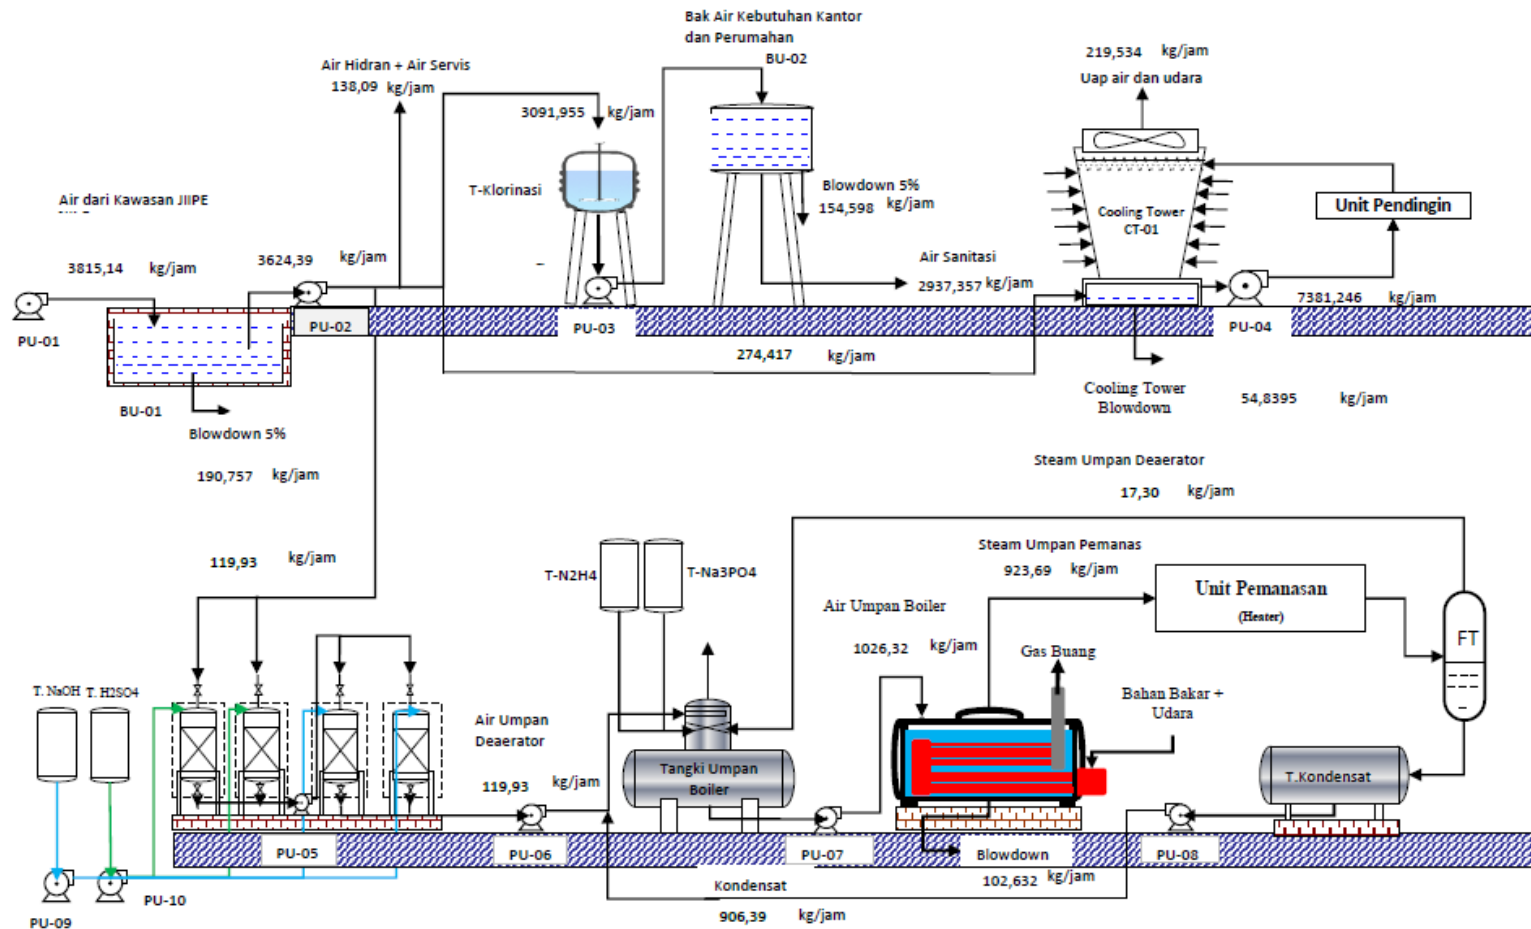 Bak Air Kebutuhan Kantor
dan Perumahan
BU-02
219,534 kg/jam
Uap air dan udara
Air Hidran + Air Servis
138,09 kg/jam
3091,955 kg/jam
T-Klorinasi
Blowdown 5%
154,598 kg/jam
Cooling Tower
CT-01
Unit Pendingin
Air dari Kawasan JIIPE
3815,14 kg/jam
3624,39 kg/jam
Air Sanitasi
2937,357 kg/jam
7381,246 kg/jam
PU-01
PU-02
PU-03
PU-04
274,417 kg/jam
BU-01
Blowdown 5%
190,757 kg/jam
Cooling Tower
Blowdown
54,8395 kg/jam
Steam Umpan Deaerator
17,30 kg/jam
119,93 kg/jam
T-N2H4
T-Na3PO4
Steam Umpan Pemanas
923,69 kg/jam
Unit Pemanasan
(Heater)
Air Umpan Boiler
1026,32 kg/jam
Gas Buang
FT
Bahan Bakar +
Udara
T. NaOH
T. H2SO4
Air Umpan
Deaerator
119,93 kg/jam
Tangki Umpan
Boiler
T.Kondensat
PU-05
PU-06
PU-07
Blowdown
102,632 kg/jam
PU-08
Kondensat
906,39 kg/jam
PU-09
PU-10